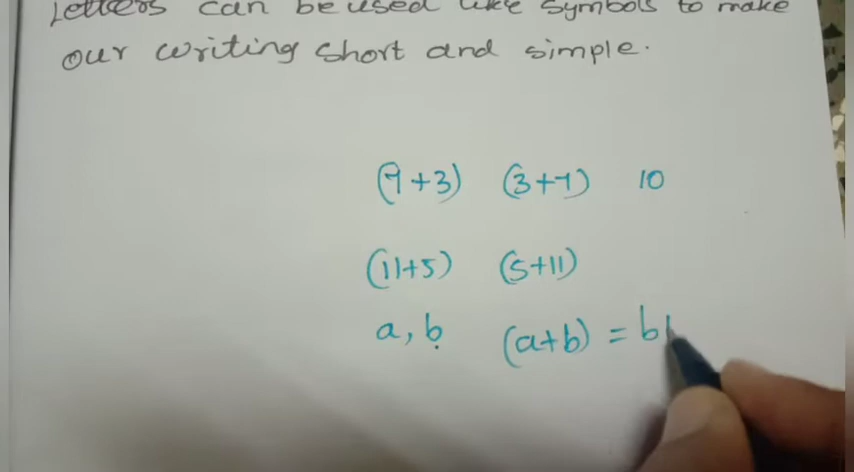 Letters can be used like symbols to make
our writing short and simple.
(7+3) (3+7) 10
(11+5) (5+11)
a, b (a+b) = b